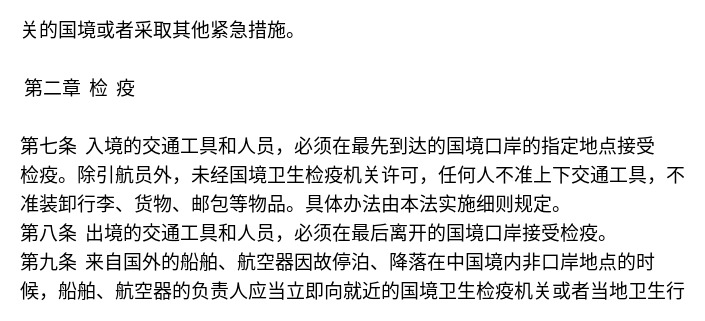 关的国境或者采取其他紧急措施。
第二章 检 疫
第七条 入境的交通工具和人员，必须在最先到达的国境口岸的指定地点接受
检疫。除引航员外，未经国境卫生检疫机关许可，任何人不准上下交通工具，不
准装卸行李、货物、邮包等物品。具体办法由本法实施细则规定。
第八条 出境的交通工具和人员，必须在最后离开的国境口岸接受检疫。
第九条 来自国外的船舶、航空器因故停泊、降落在中国境内非口岸地点的时
候，船舶、航空器的负责人应当立即向就近的国境卫生检疫机关或者当地卫生行